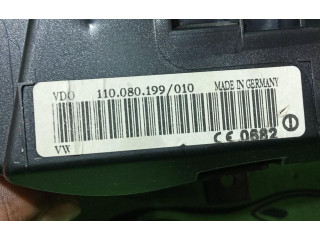 VDO 110.080.199/010 MADE IN GERMANY
VW CE 0682